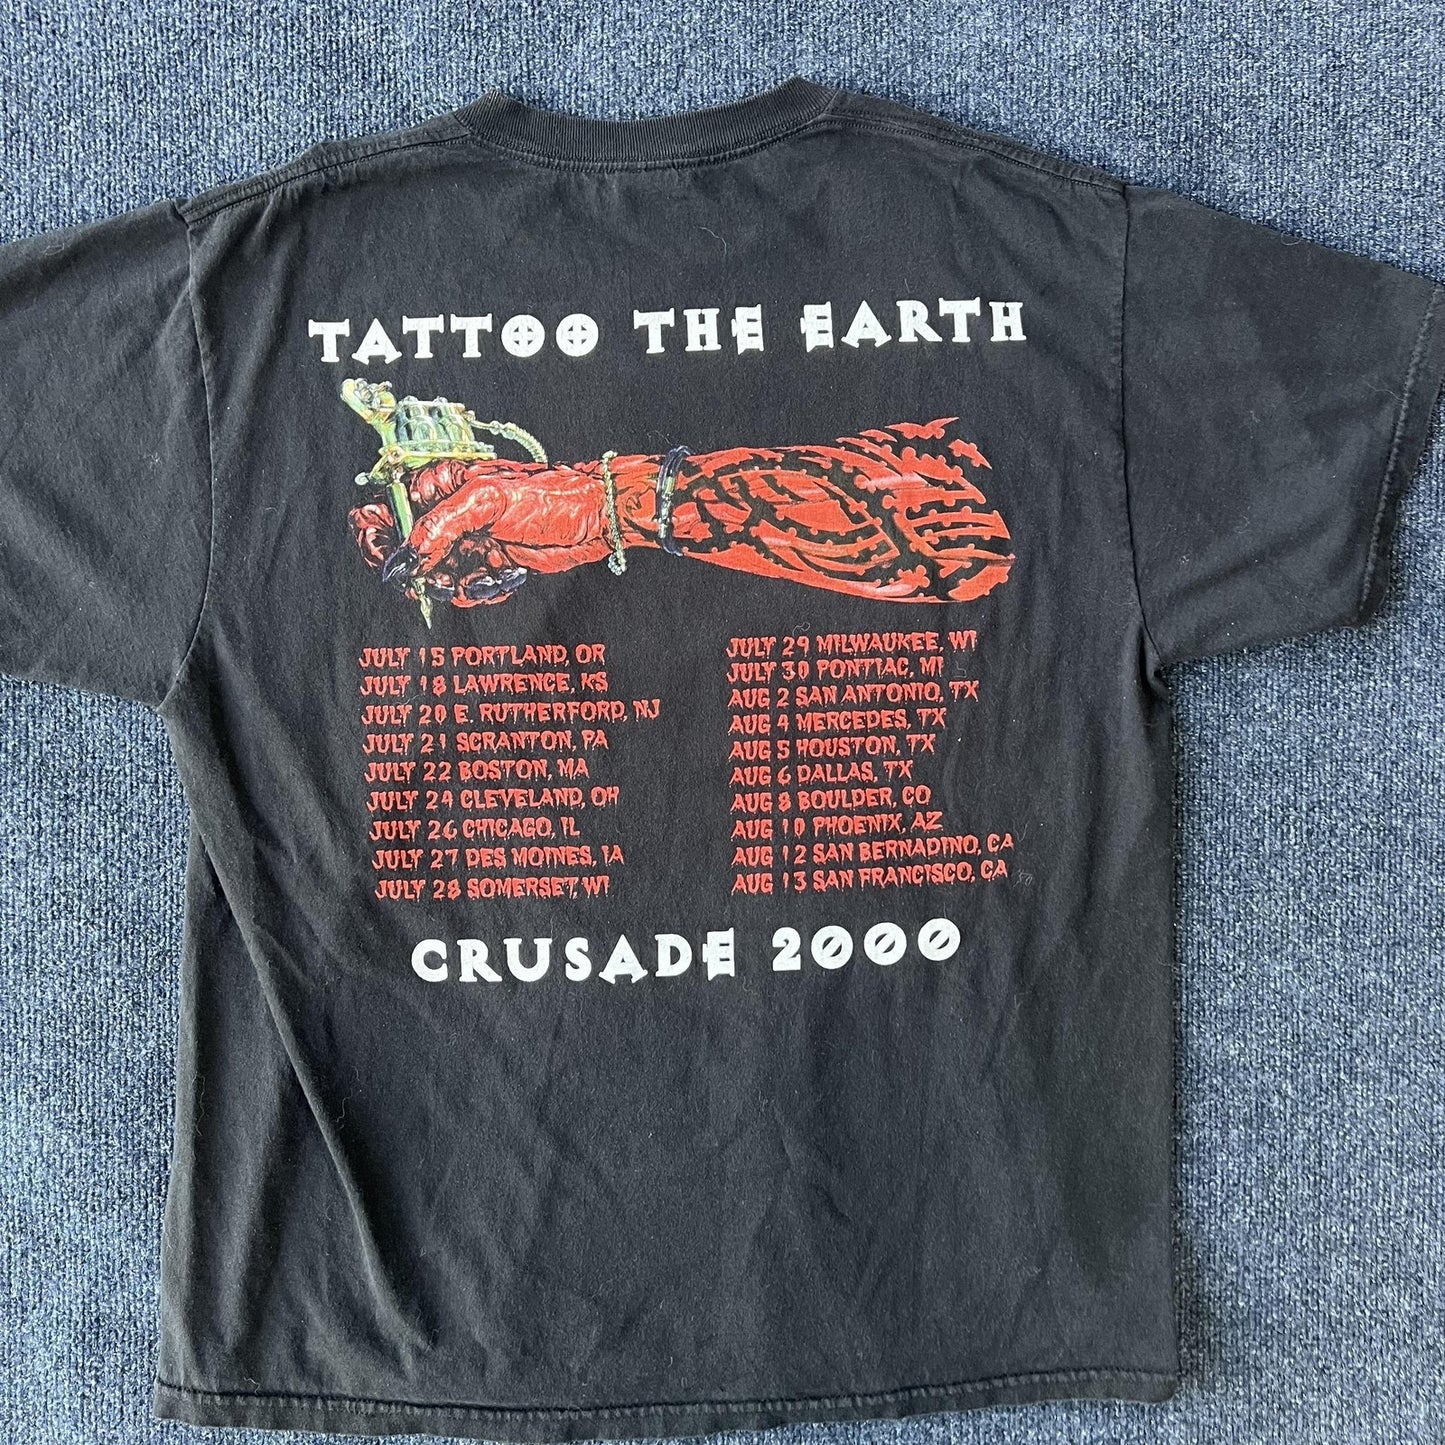 TATTOO THE EARTH
JULY 15 PORTLAND, OR
JULY 18 LAWRENCE, KS
JULY 20 E. RUTHERFORD, NJ
JULY 21 SCRANTON, PA
JULY 22 BOSTON, MA
JULY 24 CLEVELAND, OH
JULY 26 CHICAGO, IL
JULY 27 DES MOINES, IA
JULY 28 SOMERSET, WI
JULY 29 MILWAUKEE, WI
JULY 30 PONTIAC, MI
AUG 2 SAN ANTONIO, TX
AUG 4 MERCEDES, TX
AUG 5 HOUSTON, TX
AUG 6 DALLAS, TX
AUG 8 BOULDER, CO
AUG 10 PHOENIX, AZ
AUG 12 SAN BERNADINO, CA
AUG 13 SAN FRANCISCO, CA
CRUSADE 2000